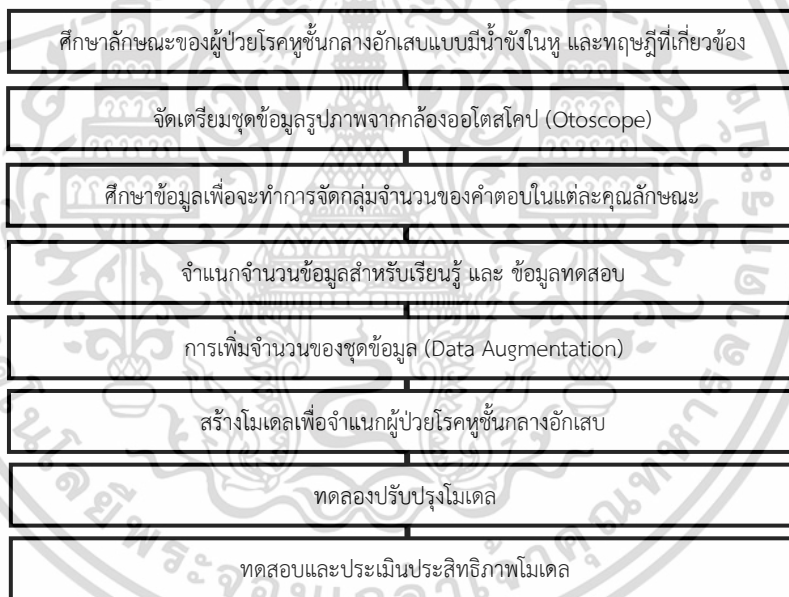 ศึกษาลักษณะของผู้ป่วยโรคหูชั้นกลางอักเสบแบบมีน้ำขังในหู และทฤษฎีที่เกี่ยวข้อง
จัดเตรียมชุดข้อมูลรูปภาพจากกล้องออโตสโคป (Otoscope)
ศึกษาข้อมูลเพื่อจะทำการจัดกลุ่มจำนวนของคำตอบในแต่ละคุณลักษณะ
จำแนกจำนวนข้อมูลสำหรับเรียนรู้ และ ข้อมูลทดสอบ
การเพิ่มจำนวนของชุดข้อมูล (Data Augmentation)
สร้างโมเดลเพื่อจำแนกผู้ป่วยโรคหูชั้นกลางอักเสบ
ทดลองปรับปรุงโมเดล
ทดสอบและประเมินประสิทธิภาพโมเดล